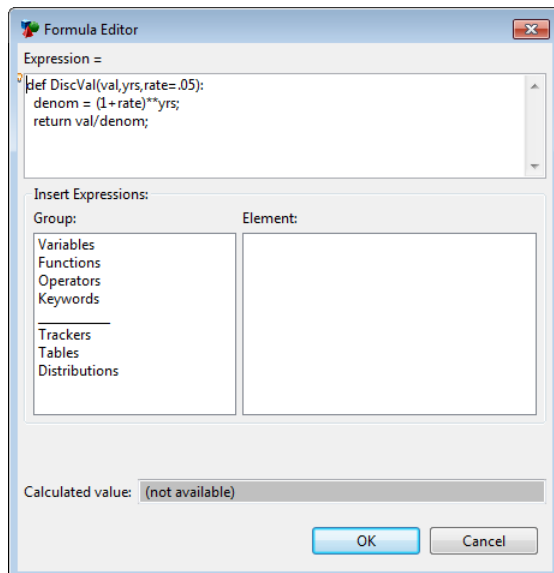 Formula Editor
Expression =
def DiscVal(val,yrs,rate=.05):
denom = (1+rate)**yrs;
return val/denom;
Insert Expressions:
Group:
Element:
Variables
Functions
Operators
Keywords
Trackers
Tables
Distributions
Calculated value: (not available)
OK
Cancel